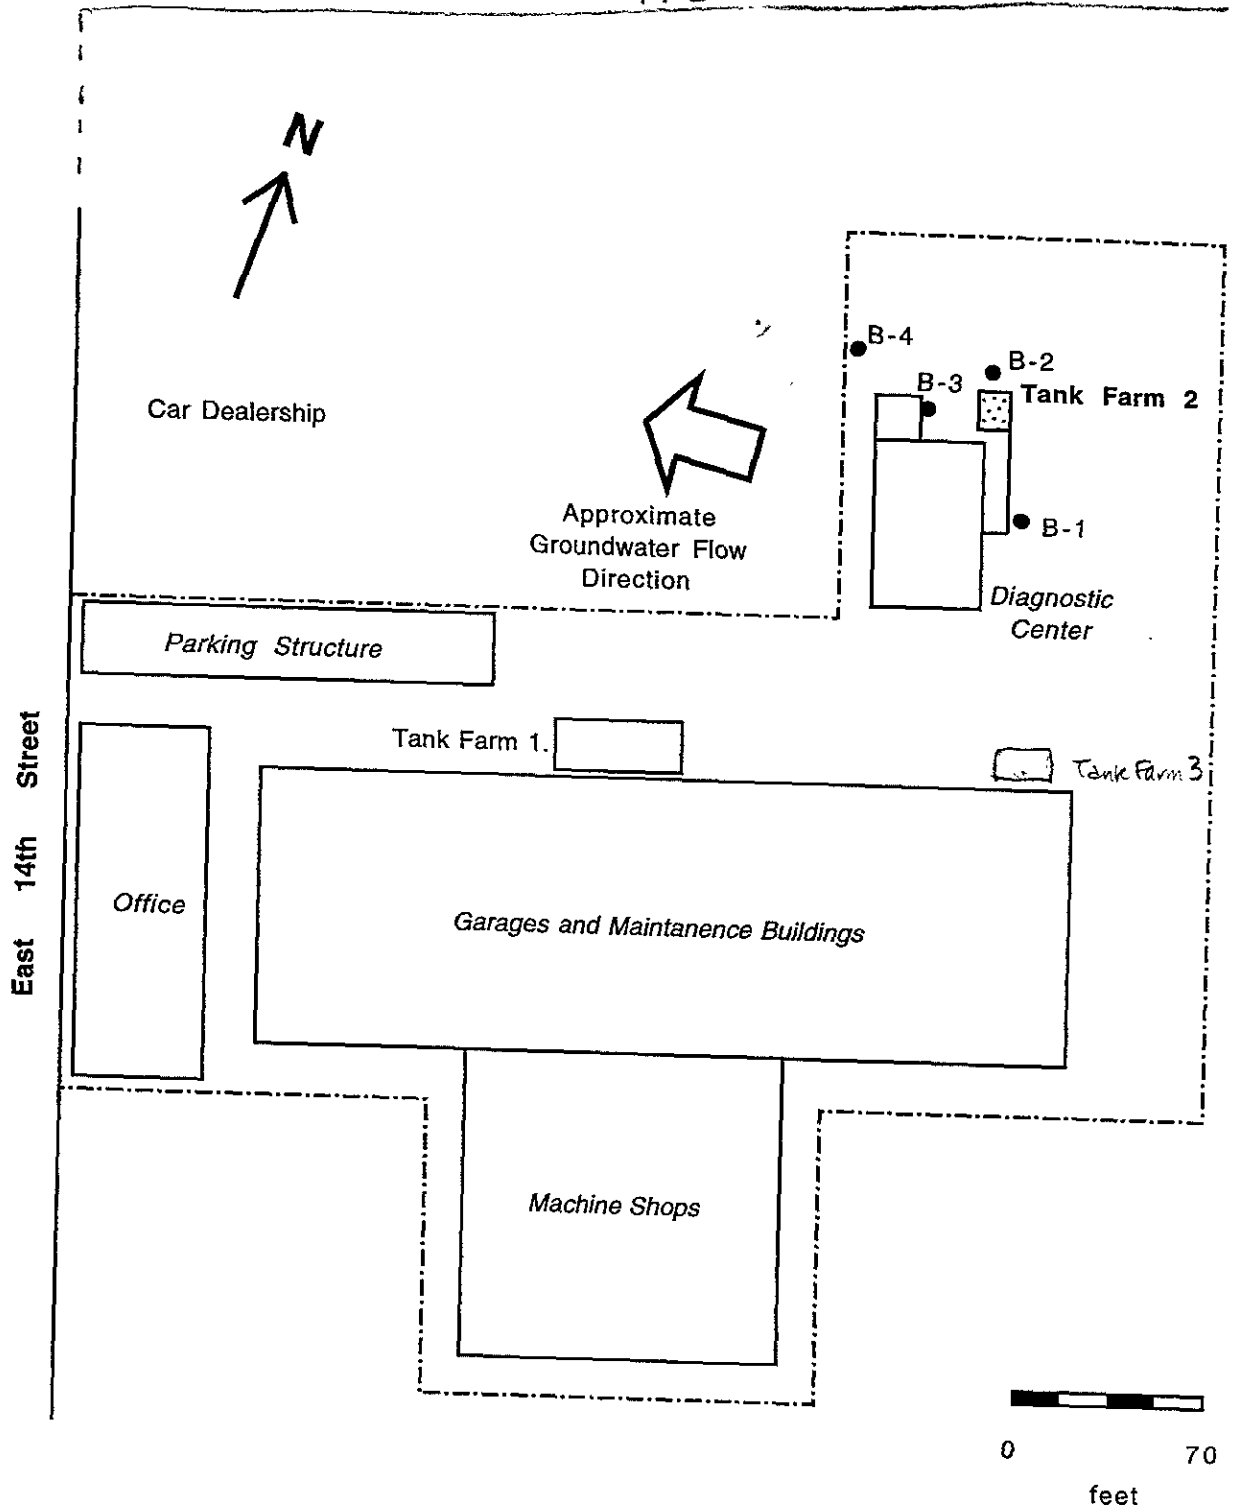 N
B-4
B-2
B-3
Tank Farm 2
Car Dealership
Approximate
Groundwater Flow
Direction
B-1
Diagnostic
Center
Parking Structure
Tank Farm 1.
Tank Farm 3
East 14th Street
Office
Garages and Maintanence Buildings
Machine Shops
0 70
feet